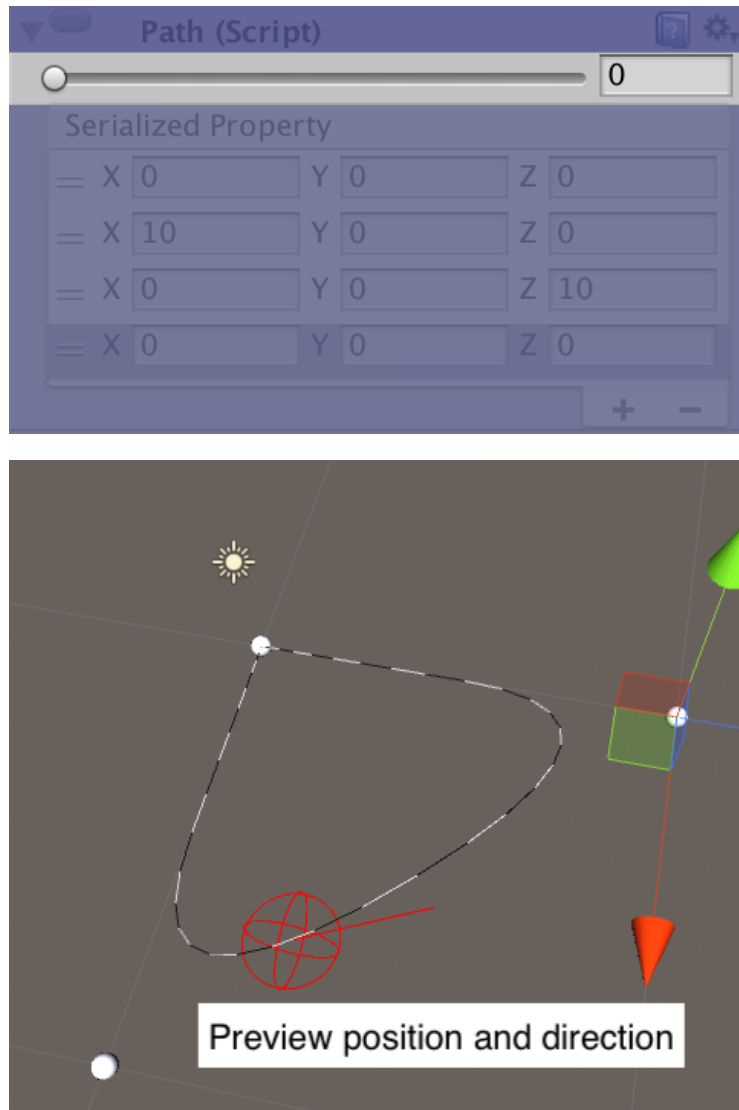 Path (Script)
0
Serialized Property
X 0 Y 0 Z 0
X 10 Y 0 Z 0
X 0 Y 0 Z 10
X 0 Y 0 Z 0
+ −
Preview position and direction